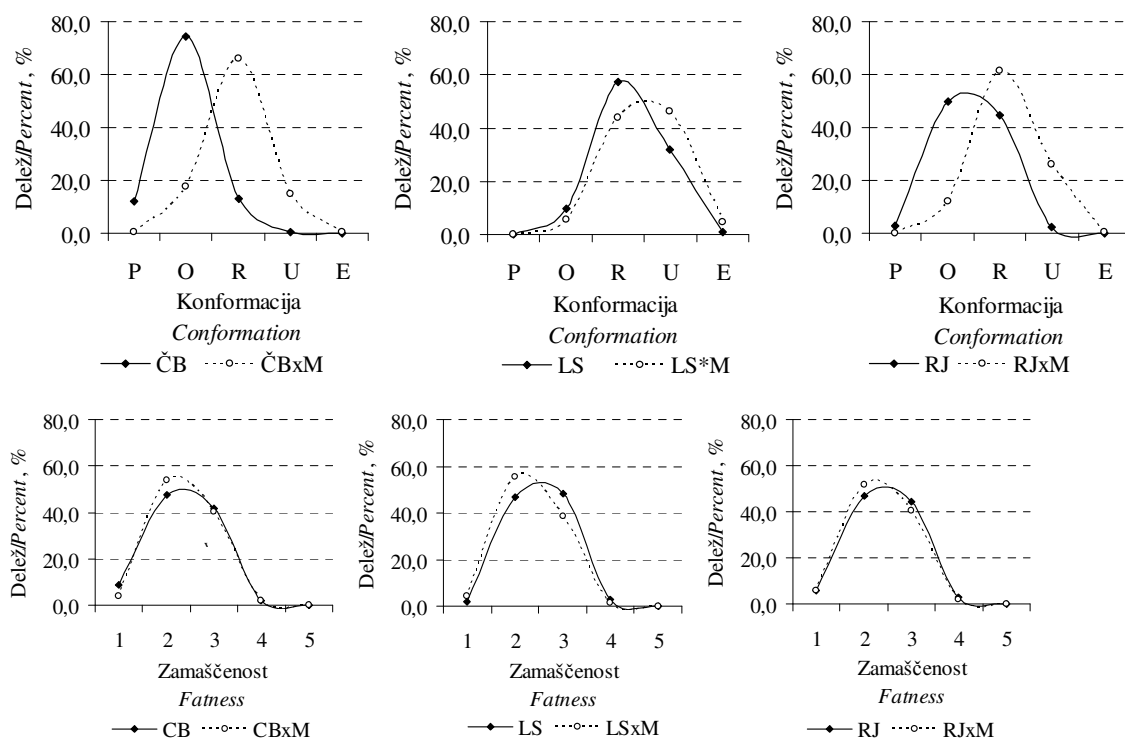 80,0
60,0
40,0
20,0
0,0
Delež/Percent , %
P O R U E
Konformacija
Conformation
ČB ČBxM
80,0
60,0
40,0
20,0
0,0
Delež/Percent , %
P O R U E
Konformacija
Conformation
LS LS*M
80,0
60,0
40,0
20,0
0,0
Delež/Percent , %
P O R U E
Konformacija
Conformation
RJ RJxM
80,0
60,0
40,0
20,0
0,0
Delež/Percent , %
1 2 3 4 5
Zamaščenost
Fatness
CB CBxM
80,0
60,0
40,0
20,0
0,0
Delež/Percent , %
1 2 3 4 5
Zamaščenost
Fatness
LS LSxM
80,0
60,0
40,0
20,0
0,0
Delež/Percent , %
1 2 3 4 5
Zamaščenost
Fatness
RJ RJxM